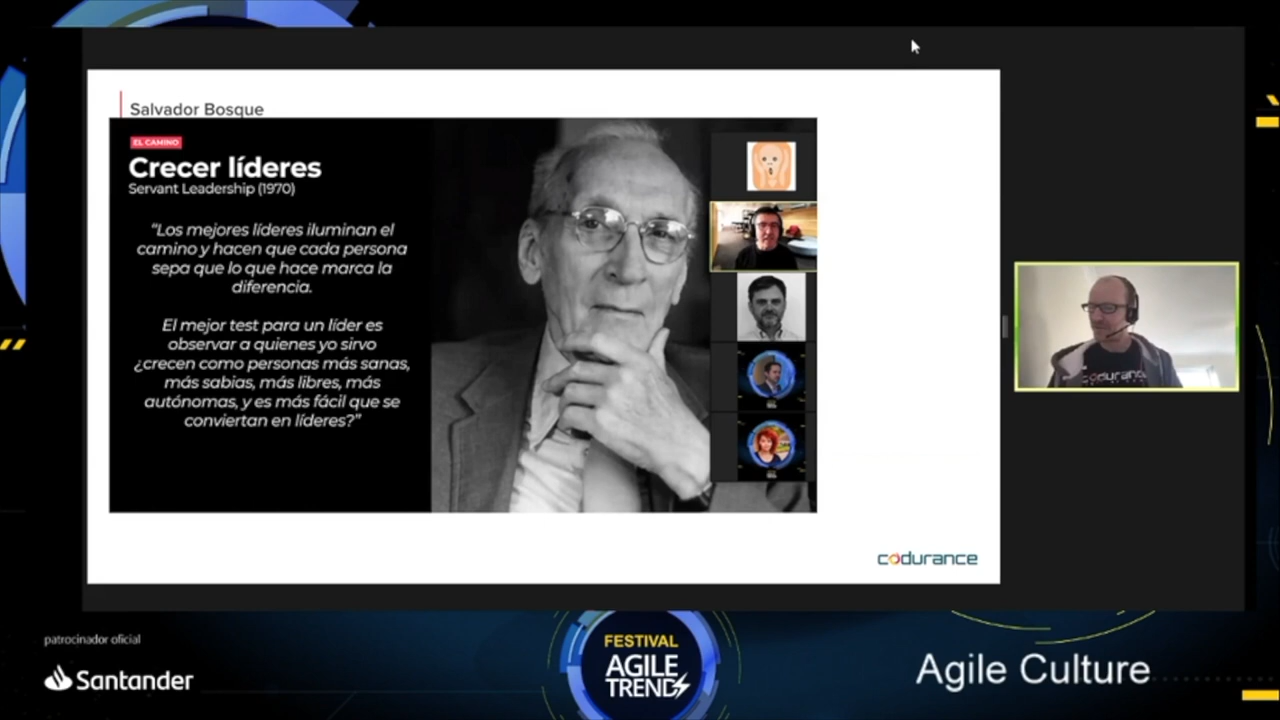 Salvador Bosque
EL CAMINO
Crecer líderes
Servant Leadership (1970)
"Los mejores líderes iluminan el
camino y hacen que cada persona
sepa que lo que hace marca la
diferencia.
El mejor test para un líder es
observar a quienes yo sirvo
¿crecen como personas más sanas,
más sabias, más libres, más
autónomas, y es más fácil que se
conviertan en líderes?"
codurance
codurance
patrocinador oficial
Santander
FESTIVAL
AGILE
TRENDS
Agile Culture